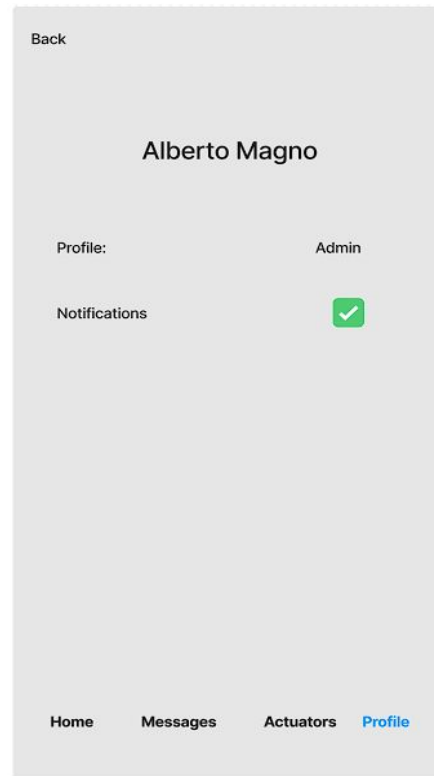 Back
Alberto Magno
Profile: Admin
Notifications
Home Messages Actuators Profile